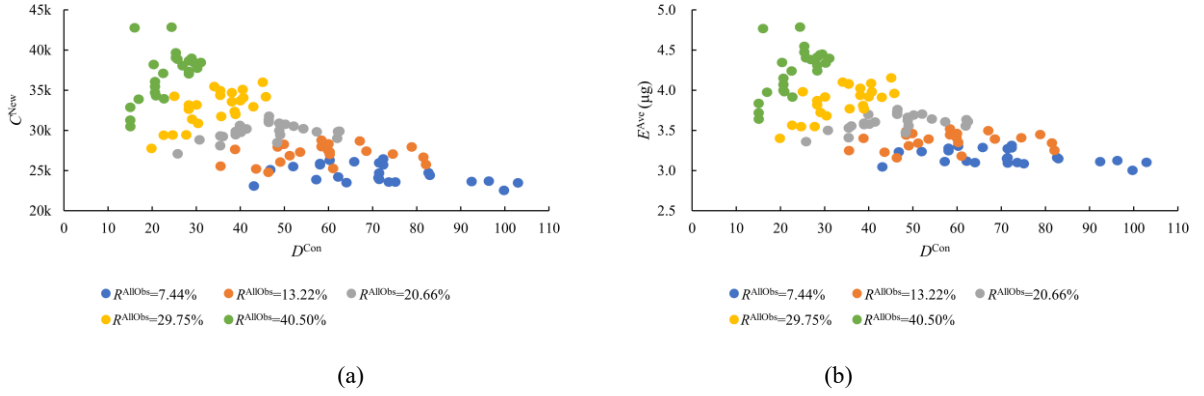 45k
40k
35k
30k
25k
20k
C^New
0 10 20 30 40 50 60 70 80 90 100 110
D^Con
R^AllObs=7.44% R^AllObs=13.22% R^AllObs=20.66%
R^AllObs=29.75% R^AllObs=40.50%
(a)
5.0
4.5
4.0
3.5
3.0
2.5
E^Ave (μg)
0 10 20 30 40 50 60 70 80 90 100 110
D^Con
R^AllObs=7.44% R^AllObs=13.22% R^AllObs=20.66%
R^AllObs=29.75% R^AllObs=40.50%
(b)